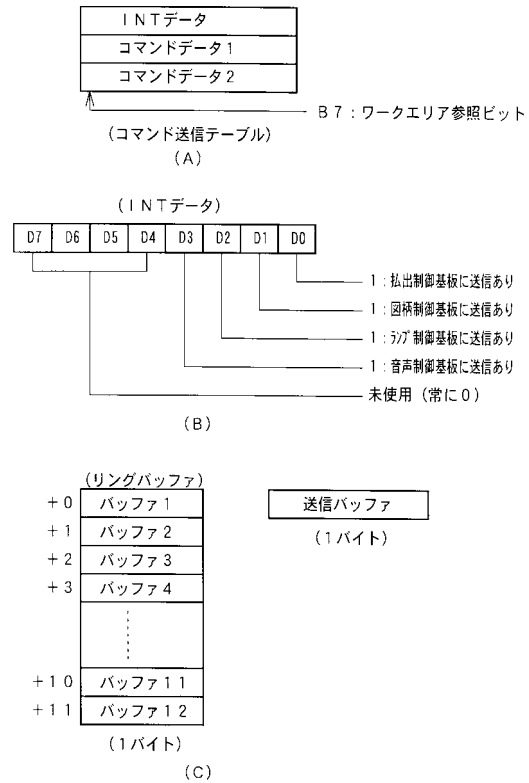 INTデータ
コマンドデータ1
コマンドデータ2
B7:ワークエリア参照ビット
(コマンド送信テーブル)
(A)
(INTデータ)
D7 D6 D5 D4 D3 D2 D1 D0
1:払出制御基板に送信あり
1:図柄制御基板に送信あり
1:ランプ制御基板に送信あり
1:音声制御基板に送信あり
未使用(常に0)
(B)
(リングバッファ)
+0 バッファ1 送信バッファ
+1 バッファ2 (1バイト)
+2 バッファ3
+3 バッファ4
+10 バッファ11
+11 バッファ12
(1バイト)
(C)